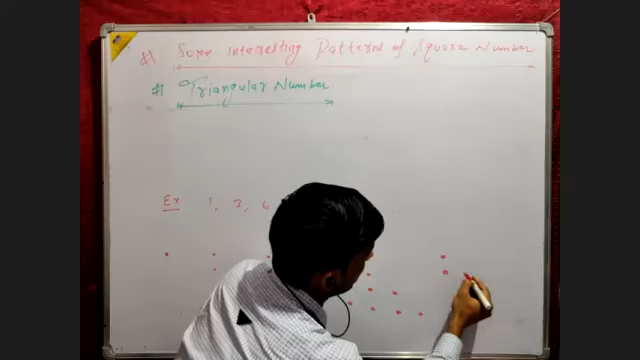 #) Some interesting Pattern of Square Number
#) Triangular Number
Ex 1, 3, 6